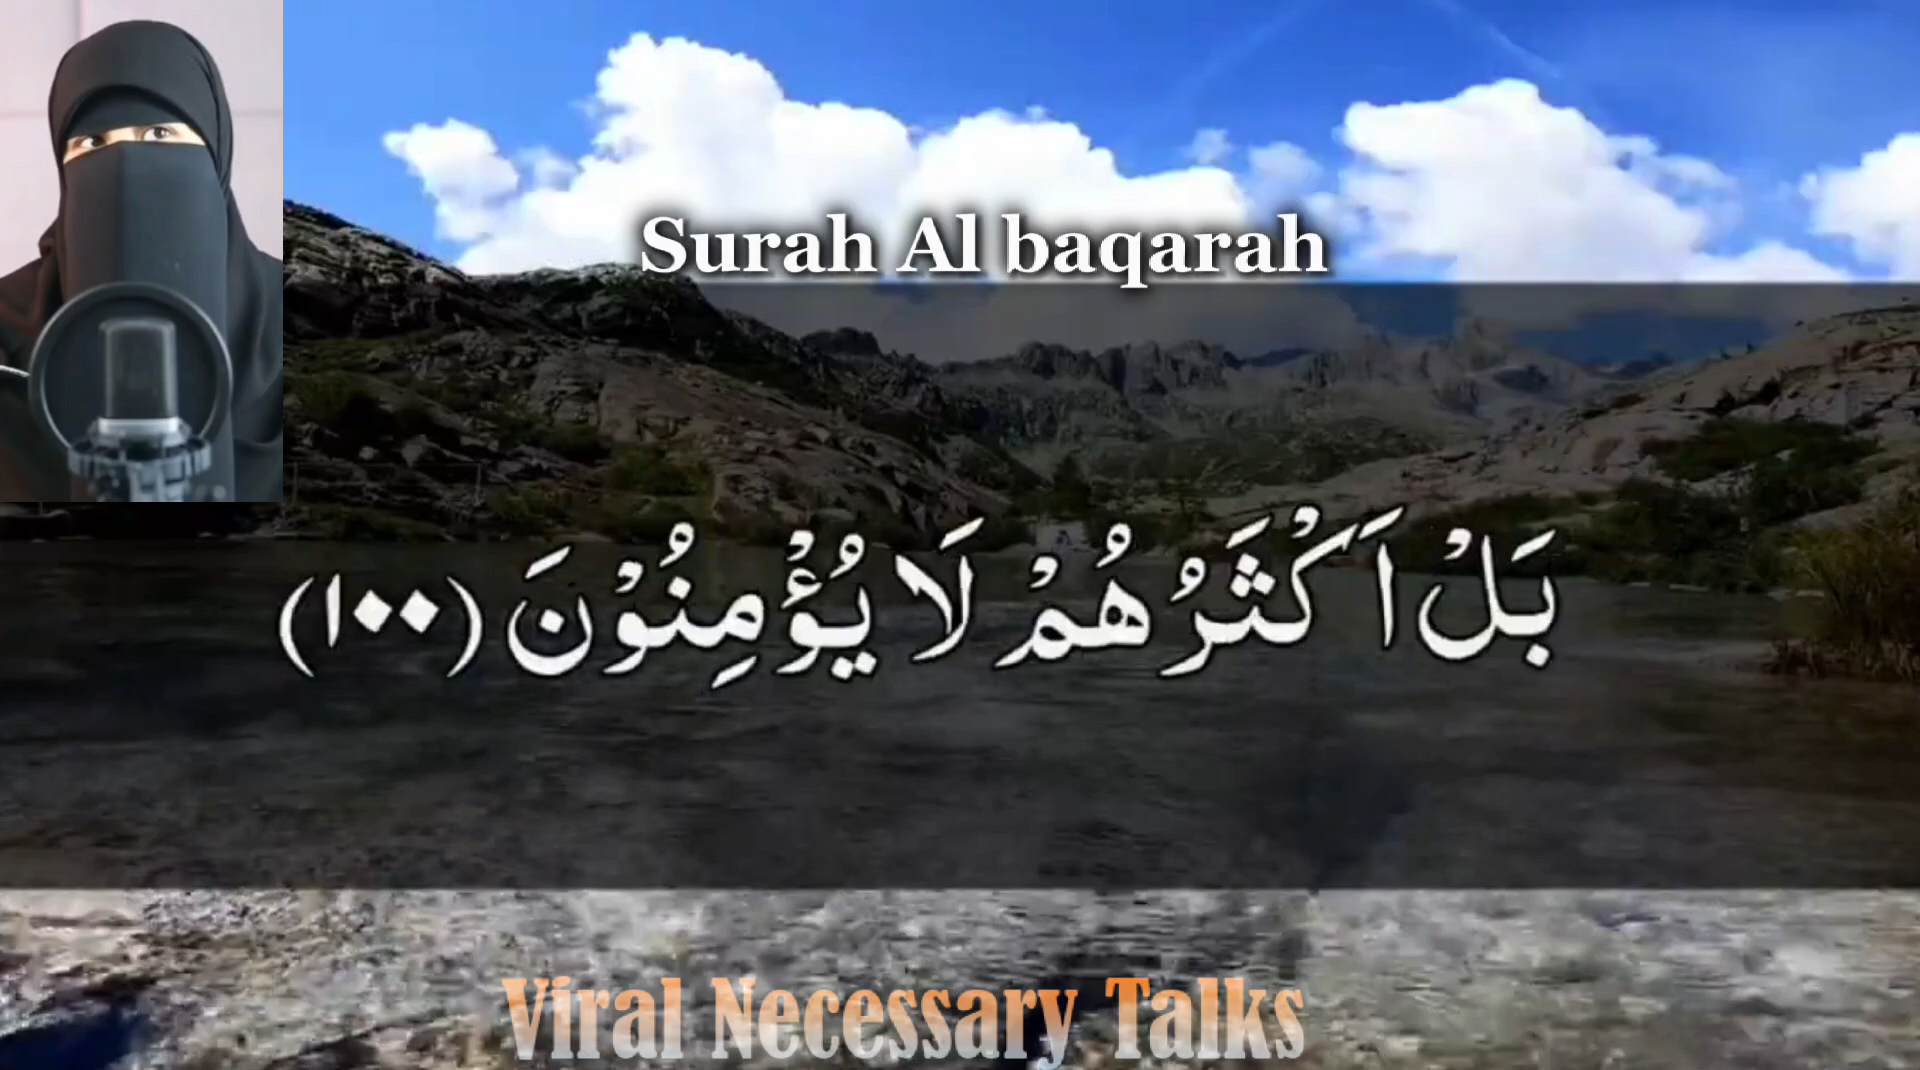 Surah Al baqarah
بَلْ اَكْثَرُهُمْ لَا يُؤْمِنُوْنَ (١٠٠)
Viral Necessary Talks